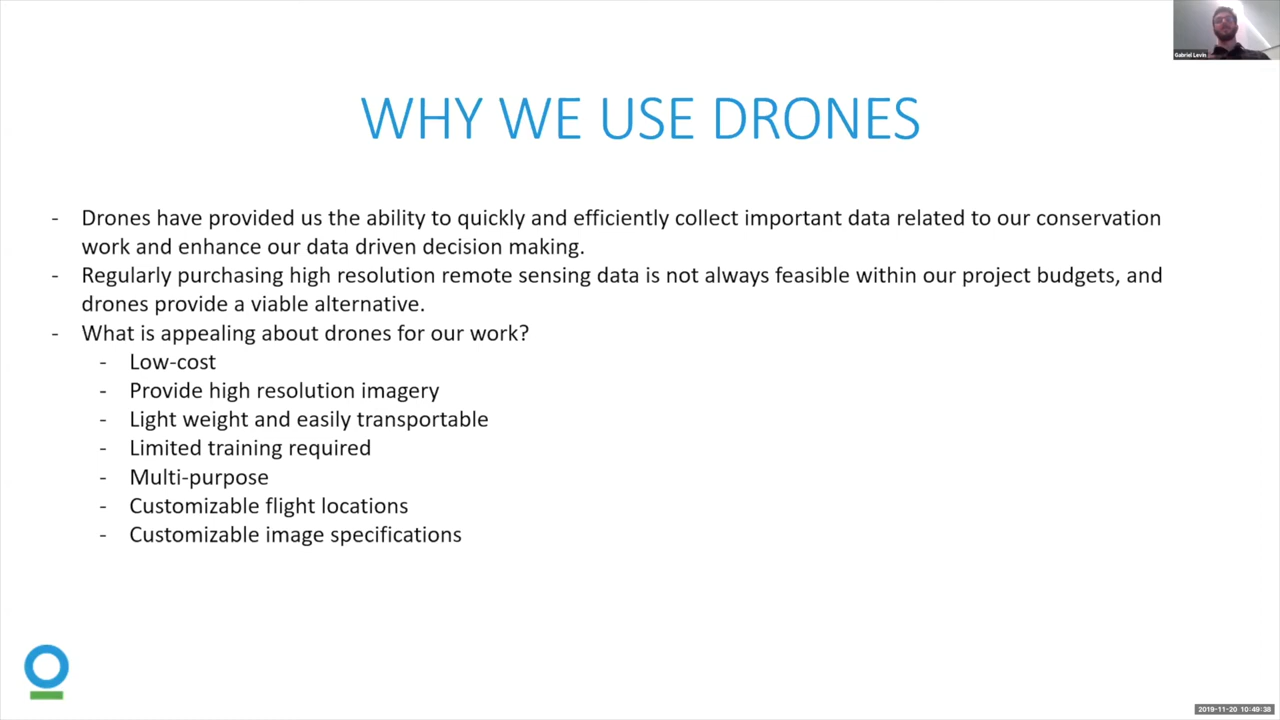 Gabriel Levin
WHY WE USE DRONES
- Drones have provided us the ability to quickly and efficiently collect important data related to our conservation
work and enhance our data driven decision making.
- Regularly purchasing high resolution remote sensing data is not always feasible within our project budgets, and
drones provide a viable alternative.
- What is appealing about drones for our work?
- Low-cost
- Provide high resolution imagery
- Light weight and easily transportable
- Limited training required
- Multi-purpose
- Customizable flight locations
- Customizable image specifications
2019-11-20 10:49:38